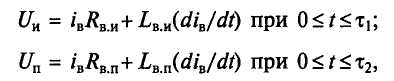 Uи = iвRв.и + Lв.и(diв/dt) при 0 ≤ t ≤ τ1;
Uп = iвRв.п + Lв.п(diв/dt) при 0 ≤ t ≤ τ2,